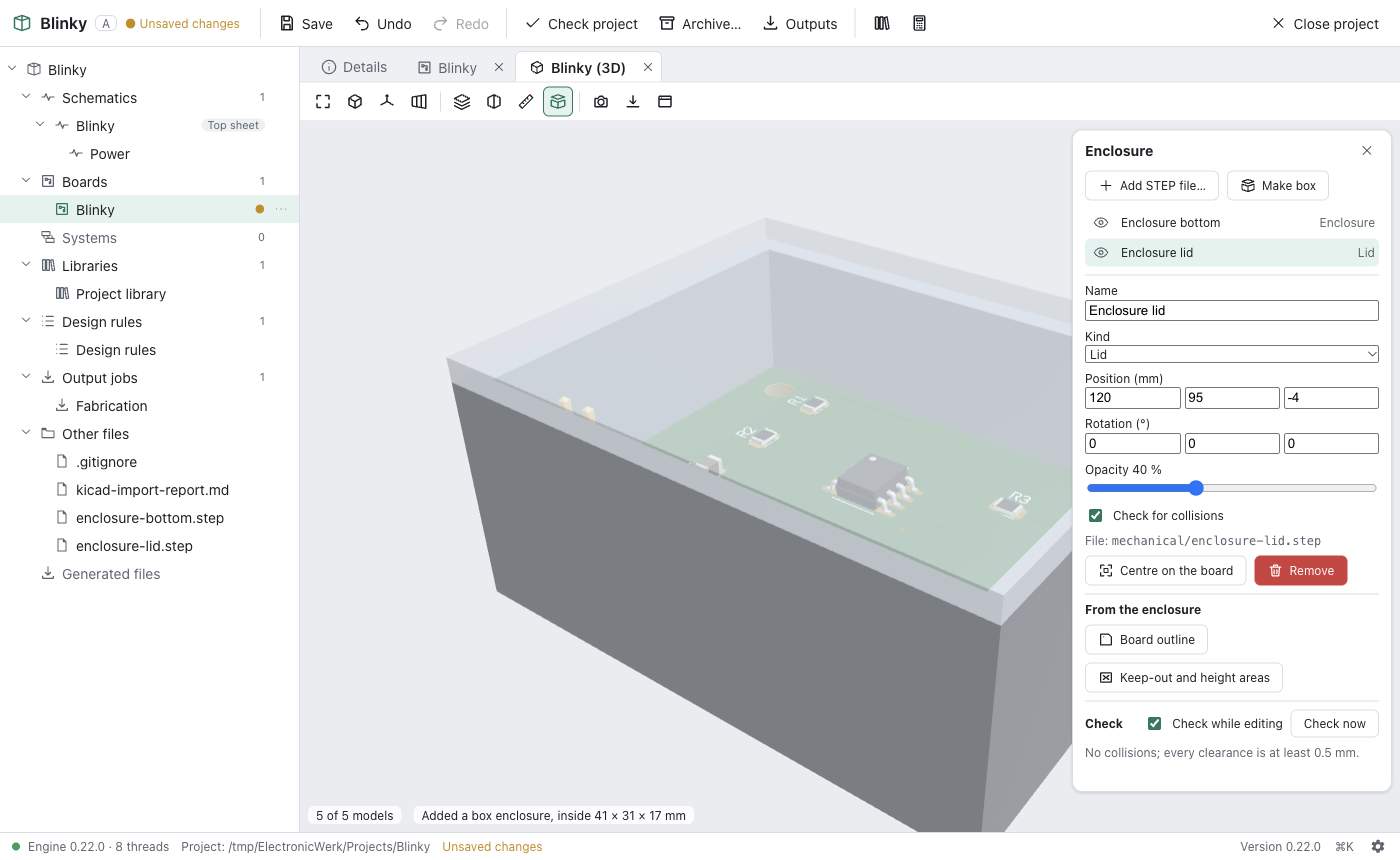 Blinky A Unsaved changes Save Undo Redo Check project Archive... Outputs Close project
Blinky
Schematics 1
Blinky Top sheet
Power
Boards 1
Blinky ...
Systems 0
Libraries 1
Project library
Design rules 1
Design rules
Output jobs 1
Fabrication
Other files
.gitignore
kicad-import-report.md
enclosure-bottom.step
enclosure-lid.step
Generated files
Details Blinky Blinky (3D)
R1
R2
R3
5 of 5 models Added a box enclosure, inside 41 × 31 × 17 mm
Enclosure
Add STEP file... Make box
Enclosure bottom Enclosure
Enclosure lid Lid
Name
Enclosure lid
Kind
Lid
Position (mm)
120 95 -4
Rotation (°)
0 0 0
Opacity 40 %
Check for collisions
File: mechanical/enclosure-lid.step
Centre on the board Remove
From the enclosure
Board outline
Keep-out and height areas
Check Check while editing Check now
No collisions; every clearance is at least 0.5 mm.
Engine 0.22.0 · 8 threads Project: /tmp/ElectronicWerk/Projects/Blinky Unsaved changes Version 0.22.0 ⌘K